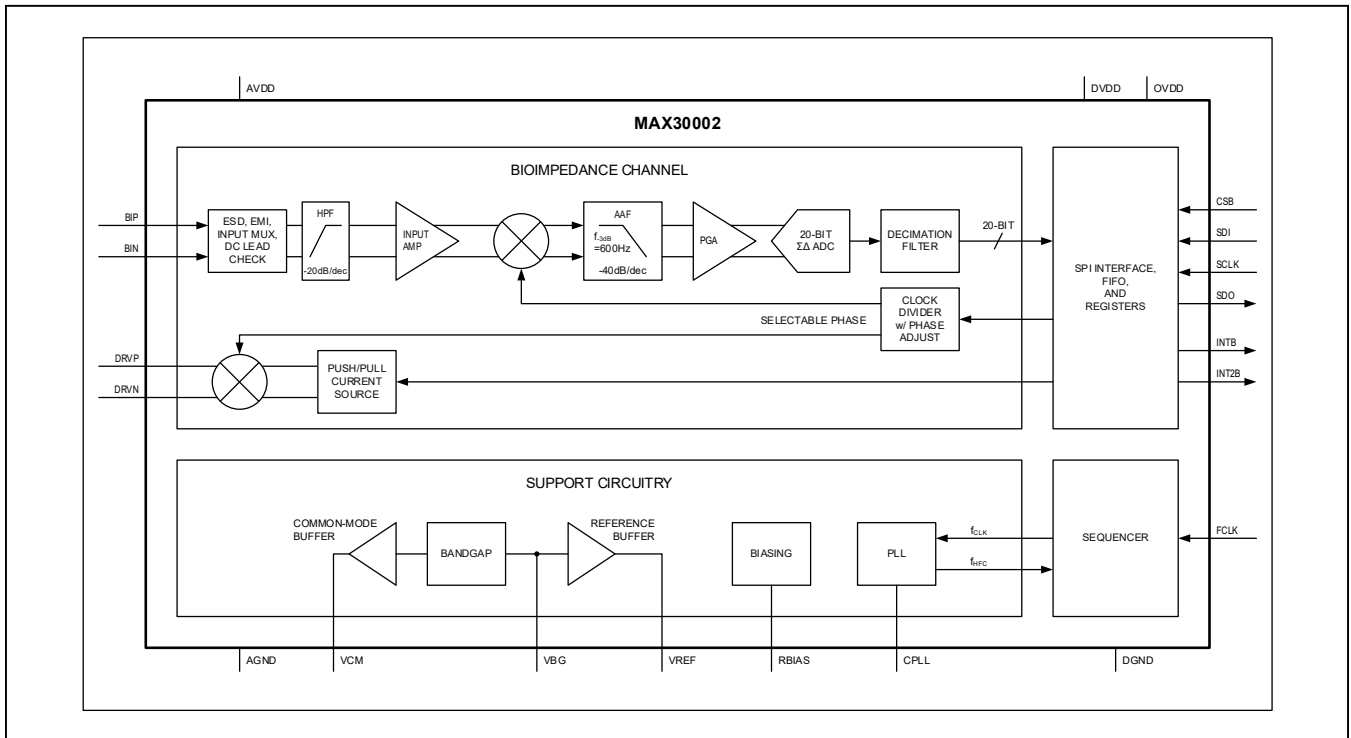 AVDD
DVDD
OVDD
MAX30002
BIOIMPEDANCE CHANNEL
BIP
BIN
ESD, EMI,
INPUT MUX,
DC LEAD
CHECK
HPF
-20dB/dec
INPUT
AMP
AAF
f-3dB
=600Hz
-40dB/dec
PGA
20-BIT
ΣΔ ADC
DECIMATION
FILTER
20-BIT
SPI INTERFACE,
FIFO,
AND
REGISTERS
CSB
SDI
SCLK
SDO
INTB
INT2B
SELECTABLE PHASE
CLOCK
DIVIDER
w/ PHASE
ADJUST
DRVP
DRVN
PUSH/PULL
CURRENT
SOURCE
SUPPORT CIRCUITRY
COMMON-MODE
BUFFER
BANDGAP
REFERENCE
BUFFER
BIASING
PLL
fCLK
fHFC
SEQUENCER
FCLK
AGND
VCM
VBG
VREF
RBIAS
CPLL
DGND